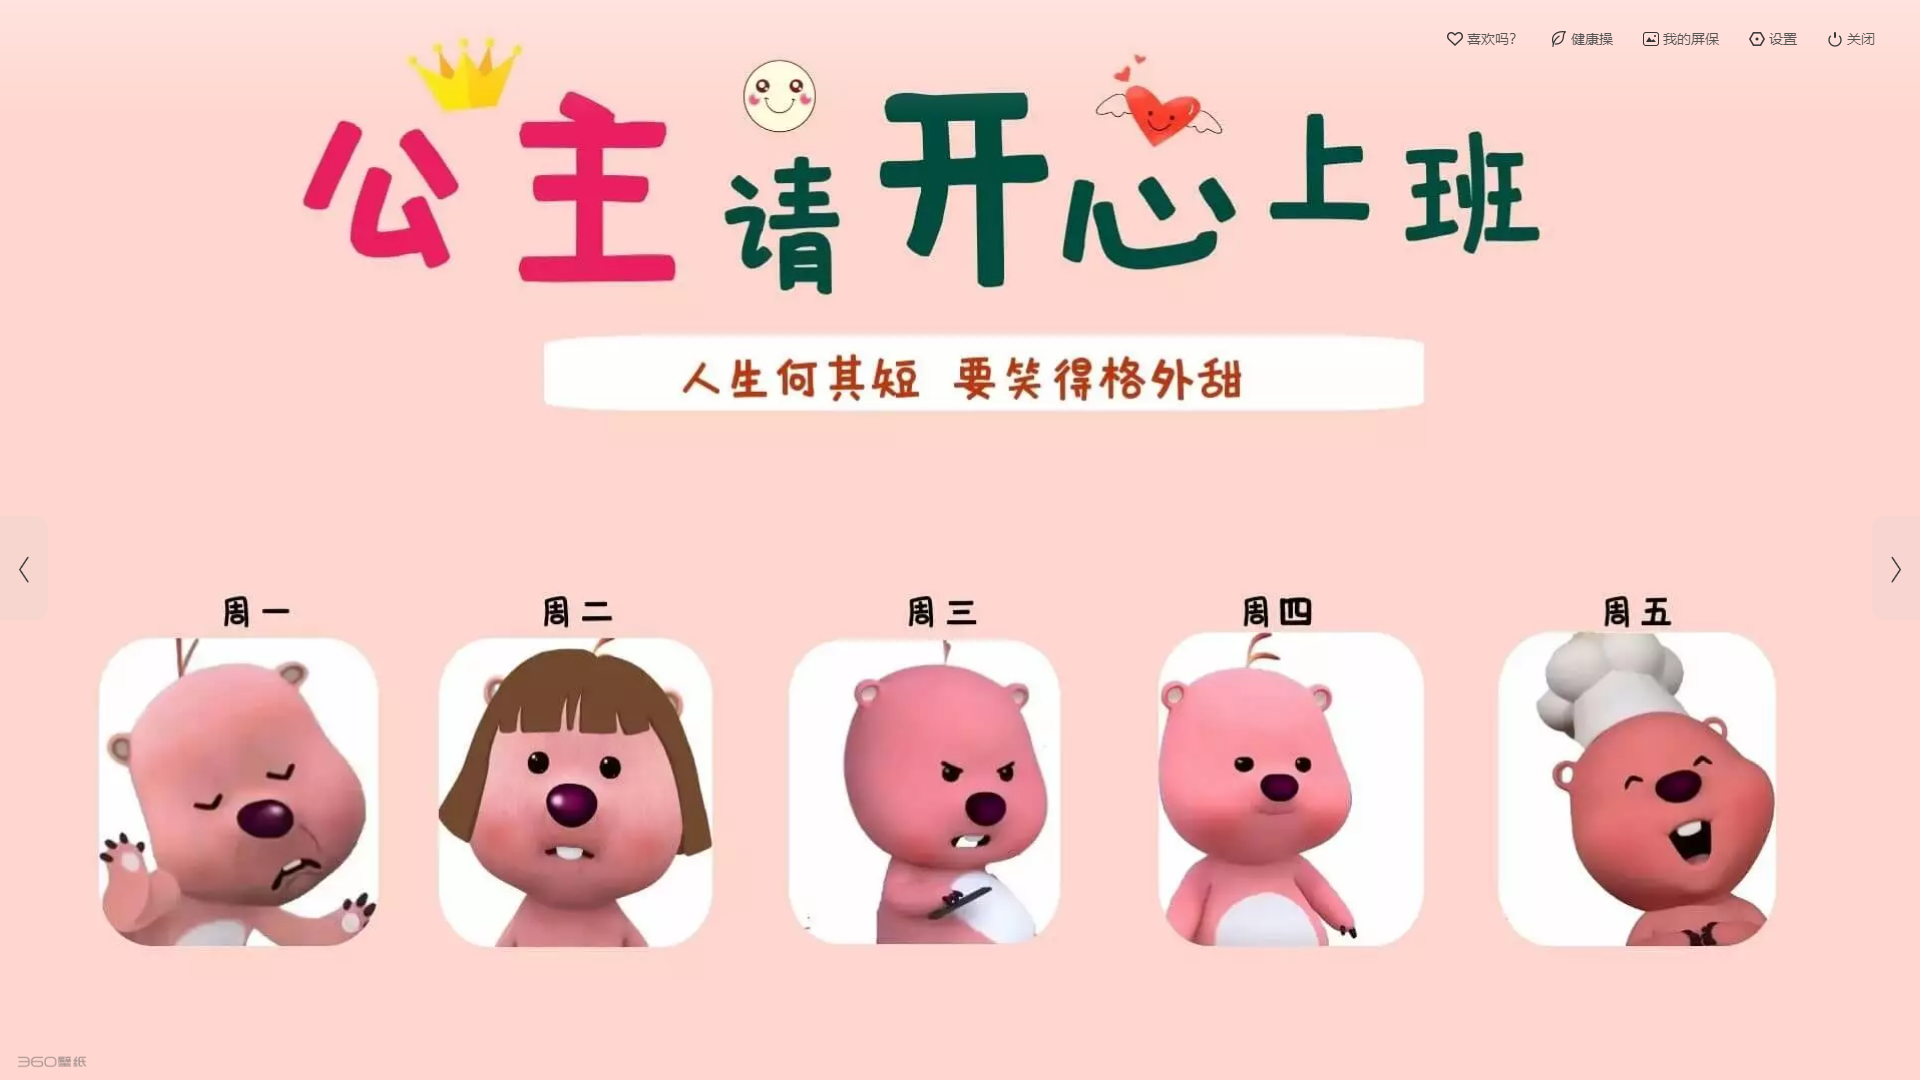 喜欢吗? 健康操 我的屏保 设置 关闭
公主请开心上班
人生何其短 要笑得格外甜
周一 周二 周三 周四 周五
360壁纸